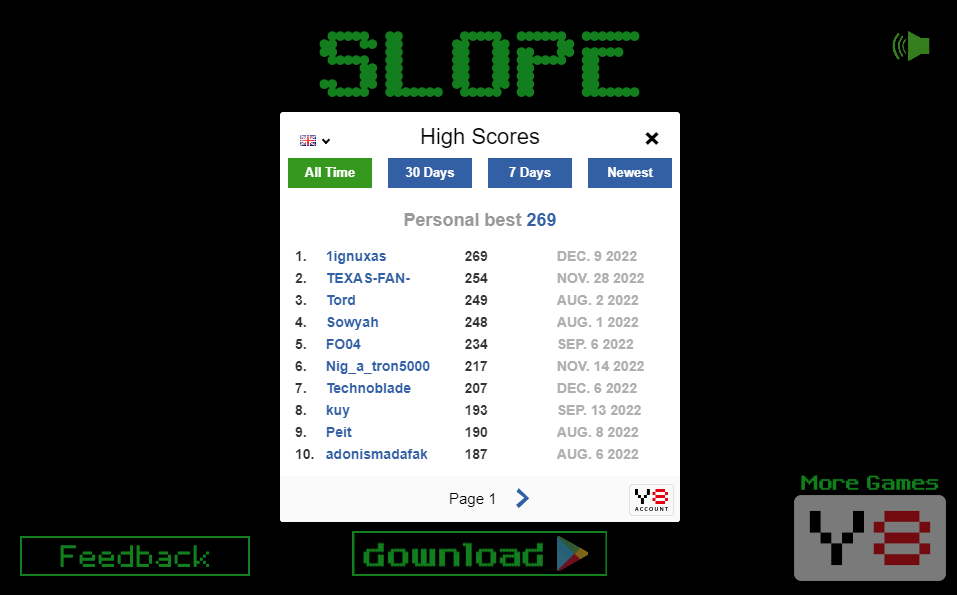 SLOPE
High Scores
All Time 30 Days 7 Days Newest
Personal best 269
1. 1ignuxas 269 DEC. 9 2022
2. TEXAS-FAN- 254 NOV. 28 2022
3. Tord 249 AUG. 2 2022
4. Sowyah 248 AUG. 1 2022
5. FO04 234 SEP. 6 2022
6. Nig_a_tron5000 217 NOV. 14 2022
7. Technoblade 207 DEC. 6 2022
8. kuy 193 SEP. 13 2022
9. Peit 190 AUG. 8 2022
10. adonismadafak 187 AUG. 6 2022
Page 1
Y8
ACCOUNT
More Games
Y8
Feedback
download